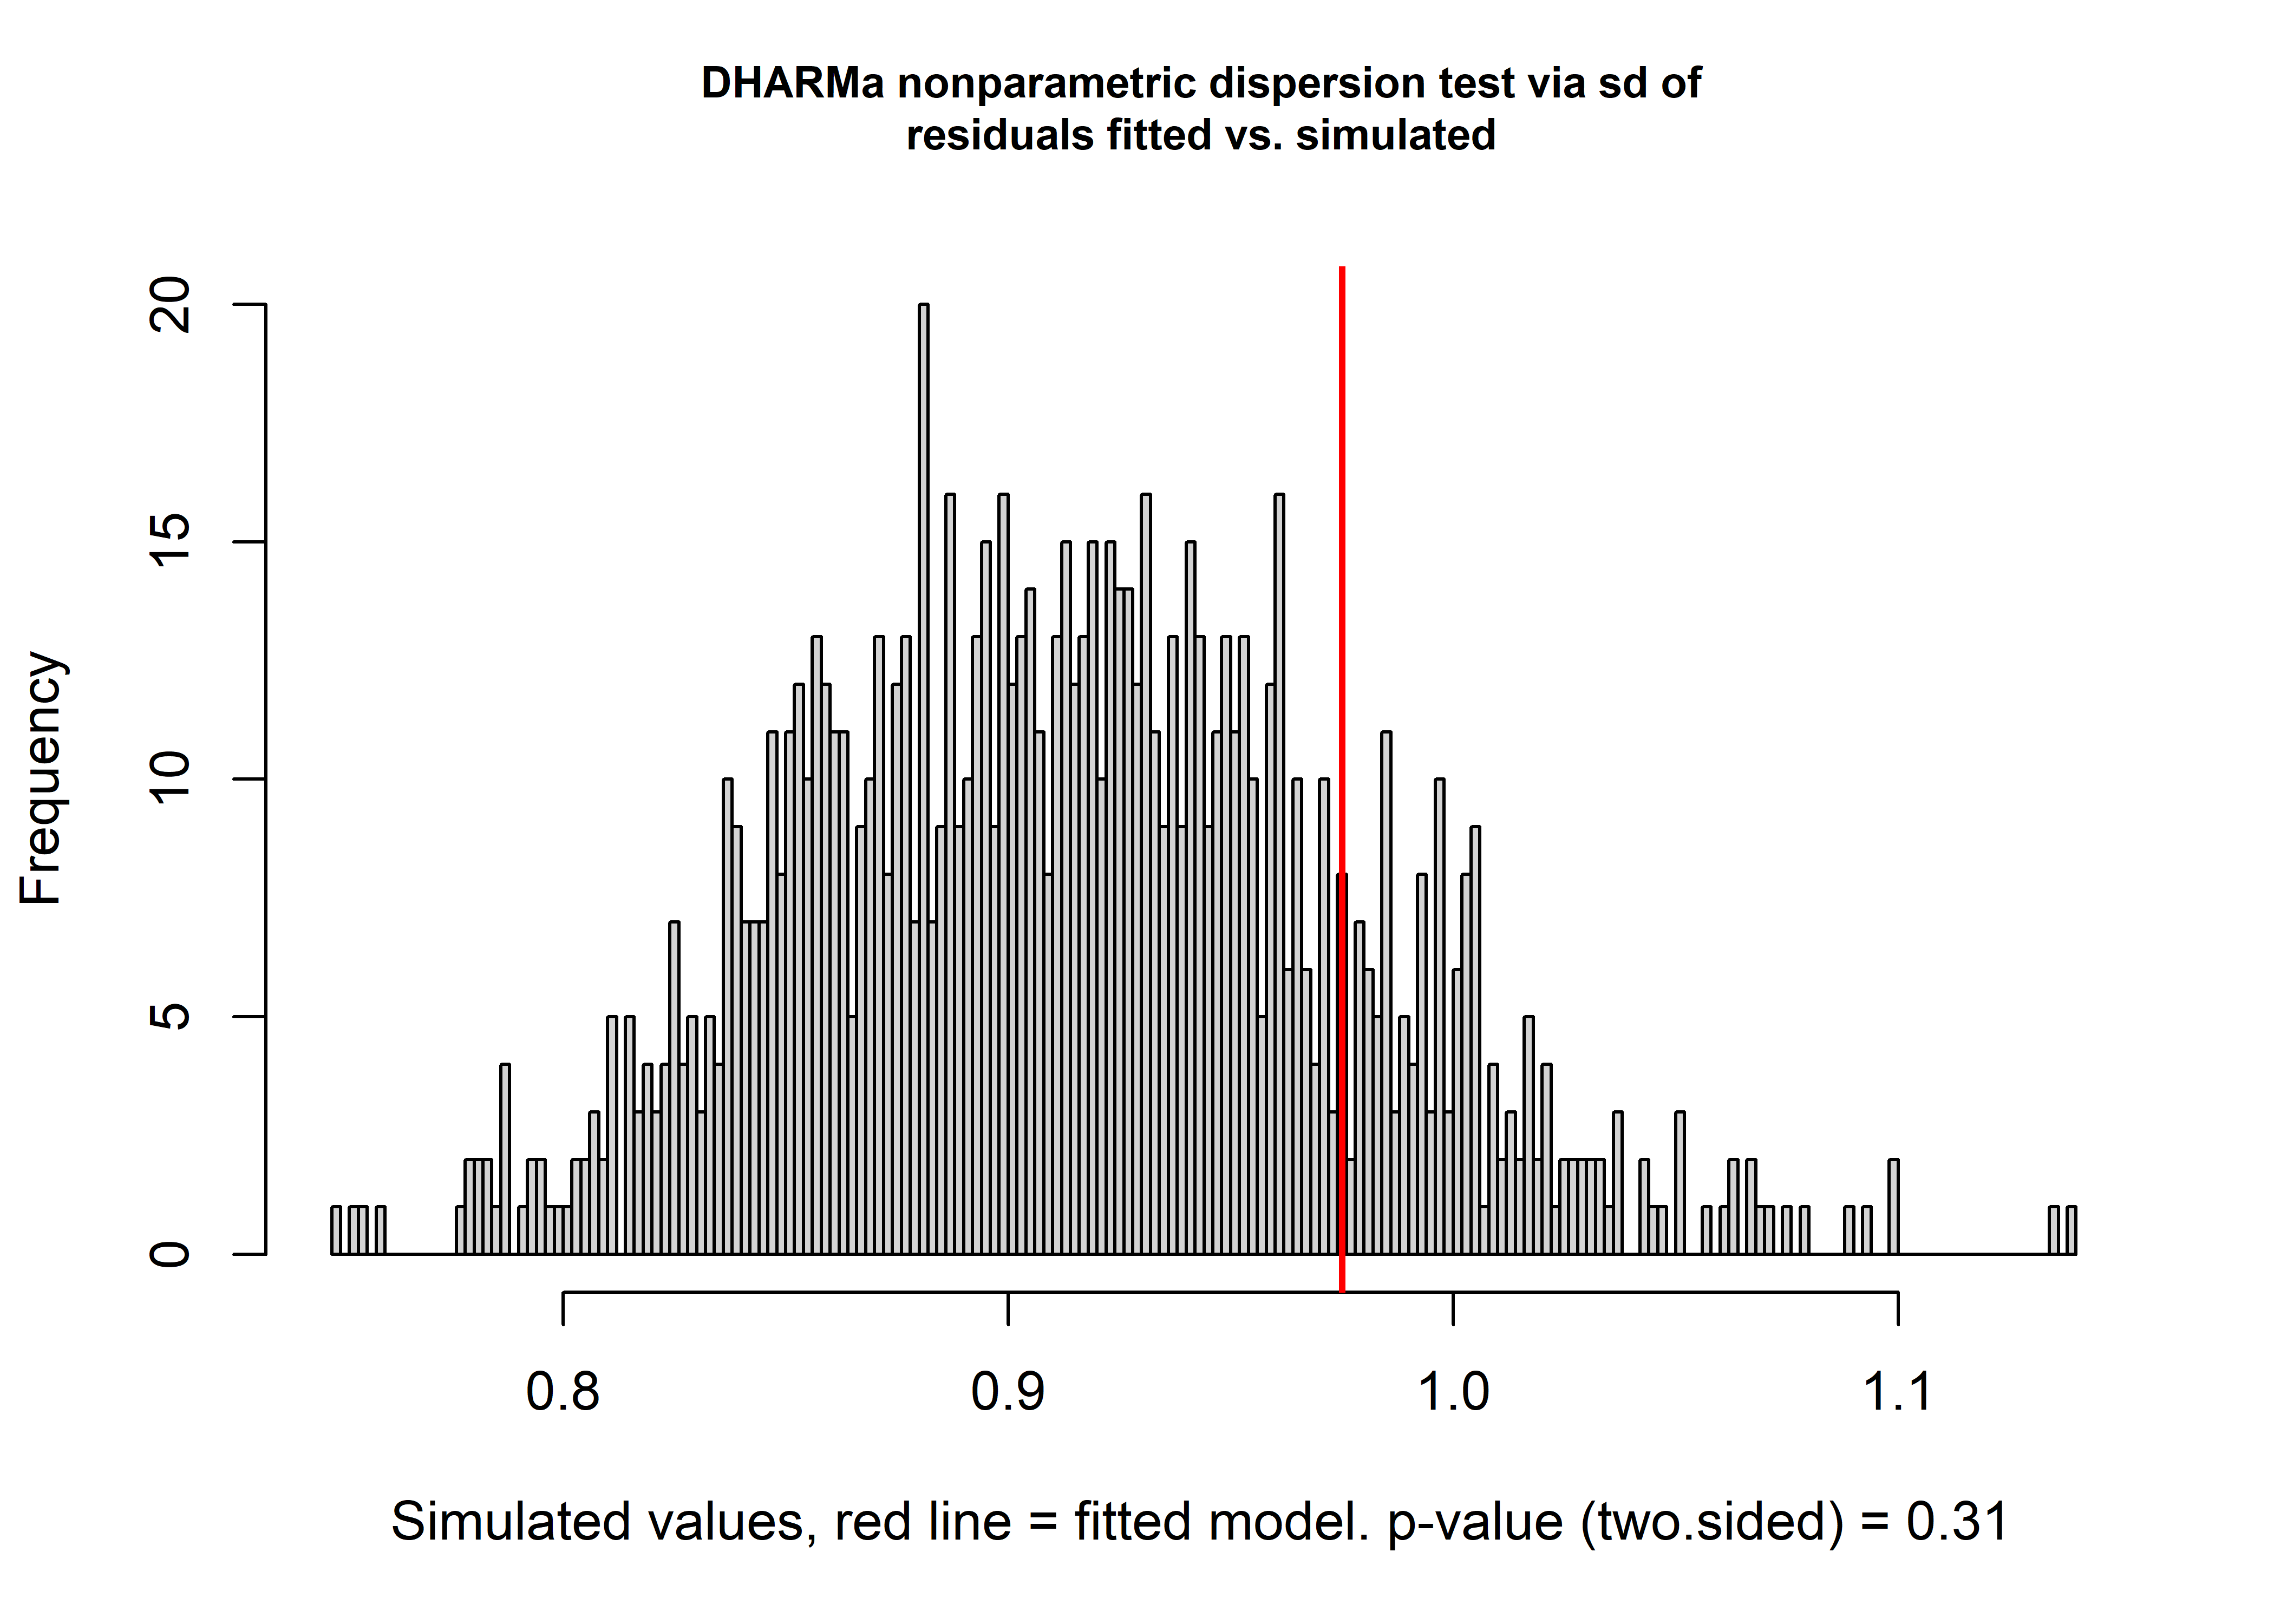 DHARMa nonparametric dispersion test via sd of
residuals fitted vs. simulated
Frequency
20
15
10
5
0
0.8 0.9 1.0 1.1
Simulated values, red line = fitted model. p-value (two.sided) = 0.31